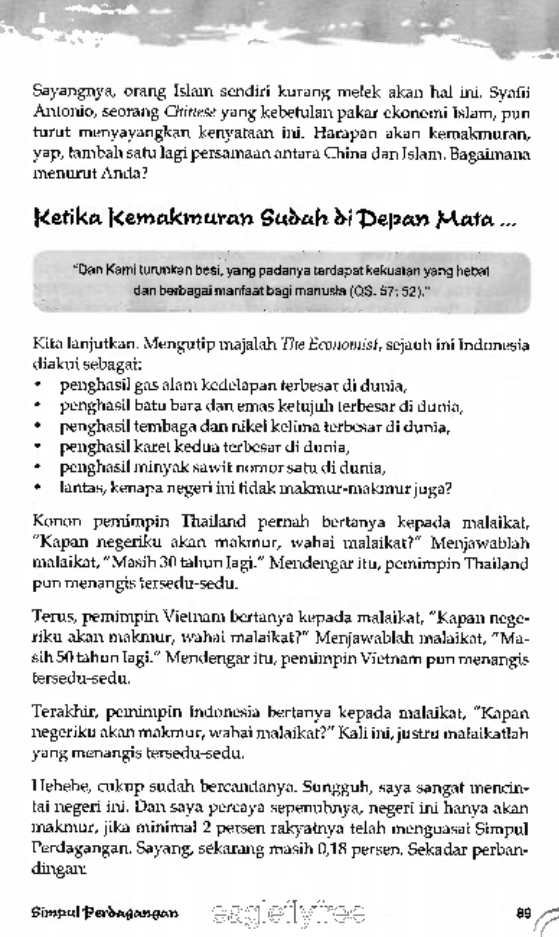 Sayangnya, orang Islam sendiri kurang melek akan hal ini. Syafii
Antonio, seorang Chinese yang kebetulan pakar ekonomi Islam, pun
turut menyayangkan kenyataan ini. Harapan akan kemakmuran,
yap, tambah satu lagi persamaan antara China dan Islam. Bagaimana
menurut Anda?
Ketika Kemakmuran Sudah di Depan Mata ...
"Dan Kami turunkan besi, yang padanya terdapat kekuatan yang hebat
dan berbagai manfaat bagi manusia (QS. 57: 52)."
Kita lanjutkan. Mengutip majalah The Economist, sejauh ini Indonesia
diakui sebagai:
• penghasil gas alam kedelapan terbesar di dunia,
• penghasil batu bara dan emas ketujuh terbesar di dunia,
• penghasil tembaga dan nikel kelima terbesar di dunia,
• penghasil karet kedua terbesar di dunia,
• penghasil minyak sawit nomor satu di dunia,
• lantas, kenapa negeri ini tidak makmur-makmur juga?
Konon pemimpin Thailand pernah bertanya kepada malaikat,
"Kapan negeriku akan makmur, wahai malaikat?" Menjawablah
malaikat, "Masih 30 tahun lagi." Mendengar itu, pemimpin Thailand
pun menangis tersedu-sedu.
Terus, pemimpin Vietnam bertanya kepada malaikat, "Kapan nege-
riku akan makmur, wahai malaikat?" Menjawablah malaikat, "Ma-
sih 50 tahun lagi." Mendengar itu, pemimpin Vietnam pun menangis
tersedu-sedu.
Terakhir, pemimpin Indonesia bertanya kepada malaikat, "Kapan
negeriku akan makmur, wahai malaikat?" Kali ini, justru malaikatlah
yang menangis tersedu-sedu.
Hehehe, cukup sudah bercandanya. Sungguh, saya sangat mencin-
tai negeri ini. Dan saya percaya sepenuhnya, negeri ini hanya akan
makmur, jika minimal 2 persen rakyatnya telah menguasai Simpul
Perdagangan. Sayang, sekarang masih 0,18 persen. Sekadar perban-
dingan:
Simpul Perdagangan eagleflyfree 89